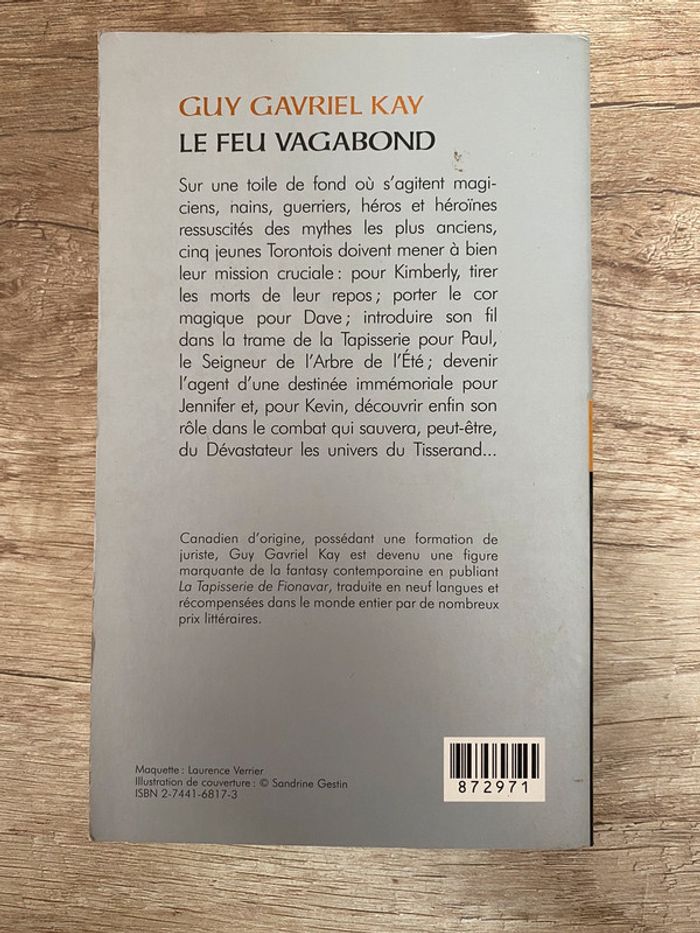 GUY GAVRIEL KAY
LE FEU VAGABOND
Sur une toile de fond où s'agitent magi-
ciens, nains, guerriers, héros et héroïnes
ressuscités des mythes les plus anciens,
cinq jeunes Torontois doivent mener à bien
leur mission cruciale : pour Kimberly, tirer
les morts de leur repos ; porter le cor
magique pour Dave ; introduire son fil
dans la trame de la Tapisserie pour Paul,
le Seigneur de l'Arbre de l'Été ; devenir
l'agent d'une destinée immémoriale pour
Jennifer et, pour Kevin, découvrir enfin son
rôle dans le combat qui sauvera, peut-être,
du Dévastateur les univers du Tisserand...
Canadien d'origine, possédant une formation de
juriste, Guy Gavriel Kay est devenu une figure
marquante de la fantasy contemporaine en publiant
La Tapisserie de Fionavar, traduite en neuf langues et
récompensées dans le monde entier par de nombreux
prix littéraires.
Maquette : Laurence Verrier
Illustration de couverture : © Sandrine Gestin
ISBN 2-7441-6817-3
872971